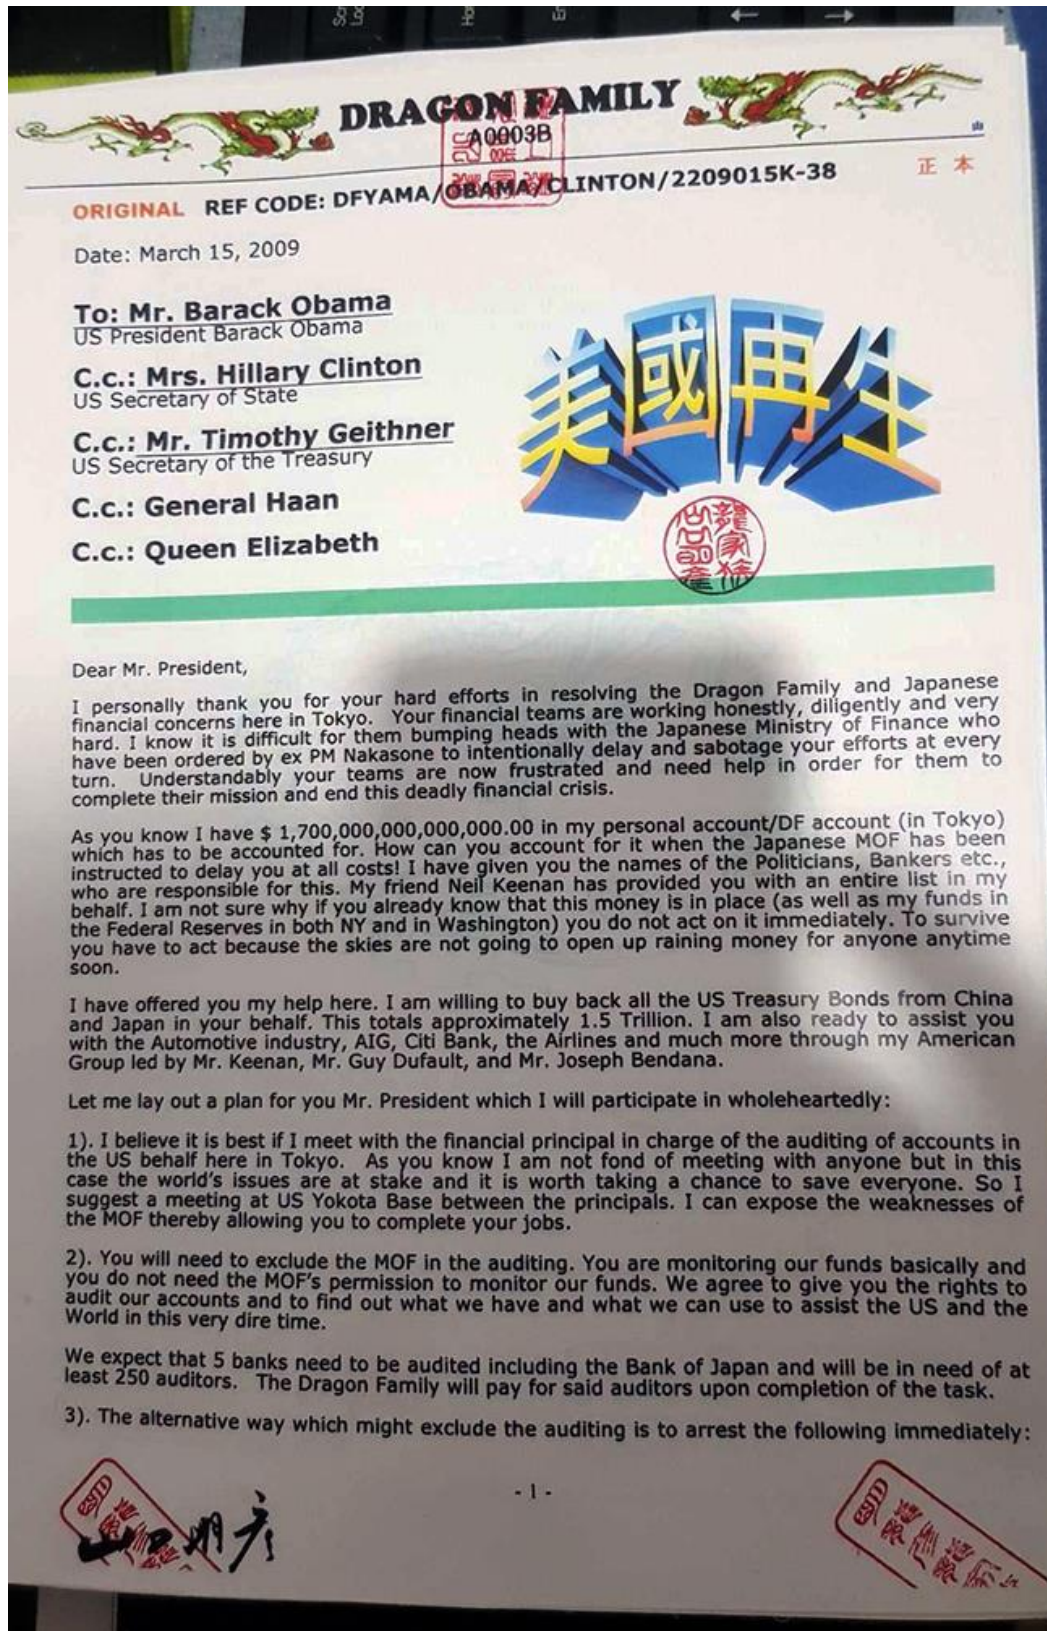 DRAGON FAMILY
A0003B
ORIGINAL REF CODE: DFYAMA/OBAMA/CLINTON/2209015K-38
正本
Date: March 15, 2009
To: Mr. Barack Obama
US President Barack Obama
C.c.: Mrs. Hillary Clinton
US Secretary of State
C.c.: Mr. Timothy Geithner
US Secretary of the Treasury
C.c.: General Haan
C.c.: Queen Elizabeth
美國再生
Dear Mr. President,
I personally thank you for your hard efforts in resolving the Dragon Family and Japanese
financial concerns here in Tokyo. Your financial teams are working honestly, diligently and very
hard. I know it is difficult for them bumping heads with the Japanese Ministry of Finance who
have been ordered by ex PM Nakasone to intentionally delay and sabotage your efforts at every
turn. Understandably your teams are now frustrated and need help in order for them to
complete their mission and end this deadly financial crisis.
As you know I have $ 1,700,000,000,000,000.00 in my personal account/DF account (in Tokyo)
which has to be accounted for. How can you account for it when the Japanese MOF has been
instructed to delay you at all costs! I have given you the names of the Politicians, Bankers etc.,
who are responsible for this. My friend Neil Keenan has provided you with an entire list in my
behalf. I am not sure why if you already know that this money is in place (as well as my funds in
the Federal Reserves in both NY and in Washington) you do not act on it immediately. To survive
you have to act because the skies are not going to open up raining money for anyone anytime
soon.
I have offered you my help here. I am willing to buy back all the US Treasury Bonds from China
and Japan in your behalf. This totals approximately 1.5 Trillion. I am also ready to assist you
with the Automotive industry, AIG, Citi Bank, the Airlines and much more through my American
Group led by Mr. Keenan, Mr. Guy Dufault, and Mr. Joseph Bendana.
Let me lay out a plan for you Mr. President which I will participate in wholeheartedly:
1). I believe it is best if I meet with the financial principal in charge of the auditing of accounts in
the US behalf here in Tokyo. As you know I am not fond of meeting with anyone but in this
case the world's issues are at stake and it is worth taking a chance to save everyone. So I
suggest a meeting at US Yokota Base between the principals. I can expose the weaknesses of
the MOF thereby allowing you to complete your jobs.
2). You will need to exclude the MOF in the auditing. You are monitoring our funds basically and
you do not need the MOF's permission to monitor our funds. We agree to give you the rights to
audit our accounts and to find out what we have and what we can use to assist the US and the
World in this very dire time.
We expect that 5 banks need to be audited including the Bank of Japan and will be in need of at
least 250 auditors. The Dragon Family will pay for said auditors upon completion of the task.
3). The alternative way which might exclude the auditing is to arrest the following immediately:
- 1 -
山口明彦